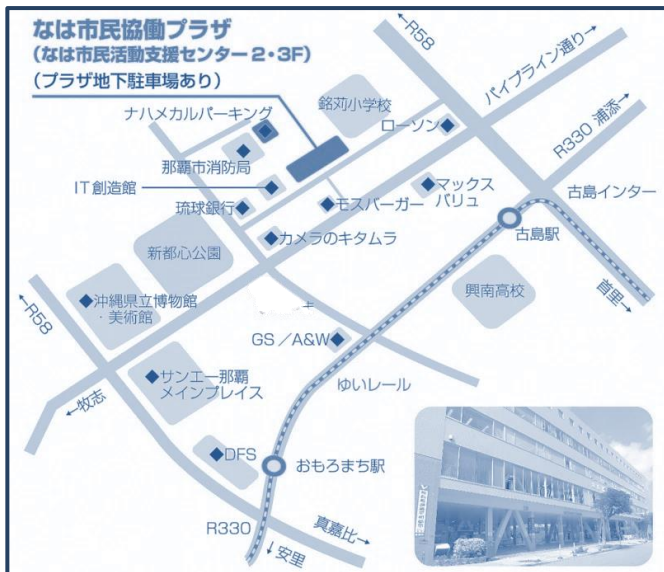 なは市民協働プラザ
(なは市民活動支援センター2・3F)
(プラザ地下駐車場あり)
←R58
パイプライン通り→
ナハメカルパーキング
銘苅小学校
ローソン
R330 浦添→
那覇市消防局
IT創造館
マックス
バリュ
古島インター
琉球銀行
モスバーガー
古島駅
カメラのキタムラ
新都心公園
首里→
←R58
沖縄県立博物館
・美術館
興南高校
GS/A&W
ゆいレール
サンエー那覇
メインプレイス
←牧志
DFS
おもろまち駅
R330
真嘉比→
↓安里